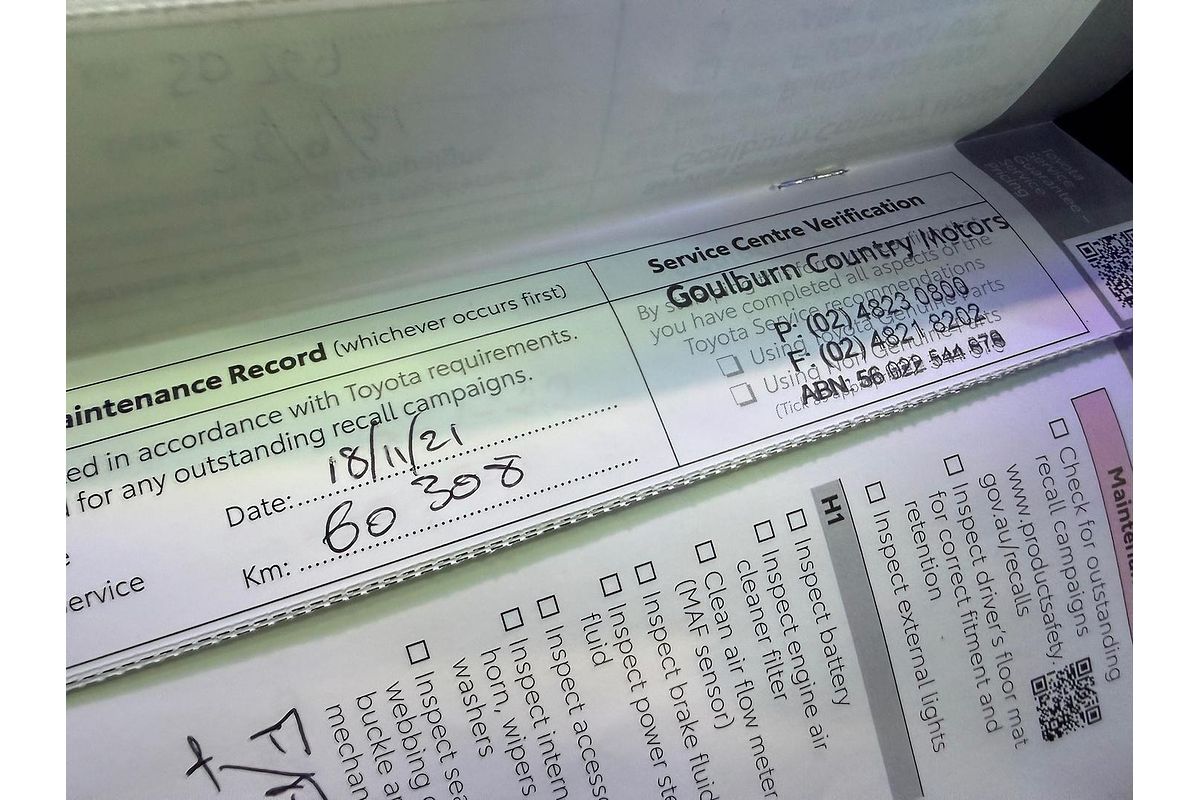 aintenance Record (whichever occurs first)
ed in accordance with Toyota requirements.
for any outstanding recall campaigns.
Date: 18/11/21
Km: 60 308
ervice
Service Centre Verification
Goulburn Country Motors
you have completed all aspects of the
Toyota Service recommendations
P: (02) 4823 0800
F: (02) 4821 8202
ABN: 56 022 544 678
☐ Using
☐ Using
(Tick
Mainten
☐ Check for outstanding
recall campaigns
www.productsafety.
gov.au/recalls
☐ Inspect driver's floor mat
for correct fitment and
retention
☐ Inspect external lights
H1
☐ Inspect battery
☐ Inspect engine air
cleaner filter
☐ Clean air flow meter
(MAF sensor)
☐ Inspect brake fluid
☐ Inspect power ste
fluid
☐ Inspect accesso
☐ Inspect intern
horn, wipers
washers
☐ Inspect sea
webbing
buckle a
mechan